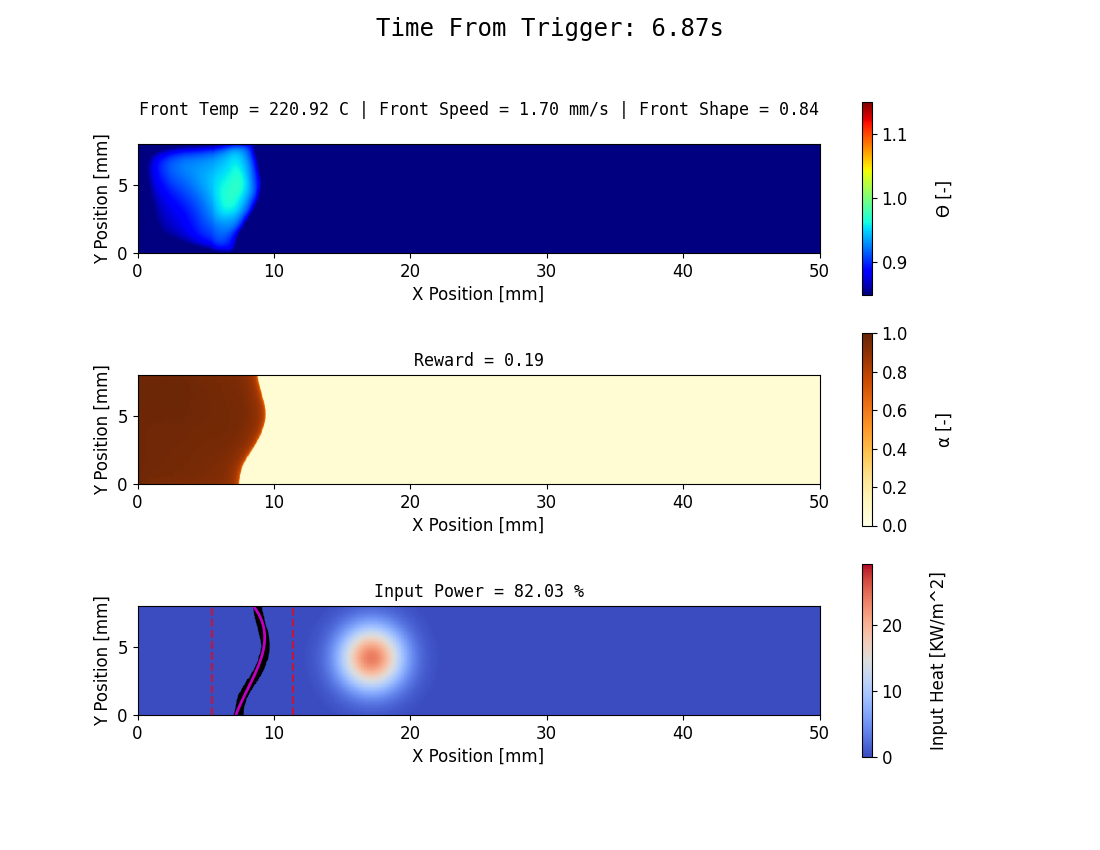 Time From Trigger: 6.87s
Front Temp = 220.92 C | Front Speed = 1.70 mm/s | Front Shape = 0.84
Y Position [mm]
5
0
0 10 20 30 40 50
X Position [mm]
1.1
1.0
0.9
Θ [-]
Reward = 0.19
Y Position [mm]
5
0
0 10 20 30 40 50
X Position [mm]
1.0
0.8
0.6
0.4
0.2
0.0
α [-]
Input Power = 82.03 %
Y Position [mm]
5
0
0 10 20 30 40 50
X Position [mm]
20
10
0
Input Heat [KW/m^2]